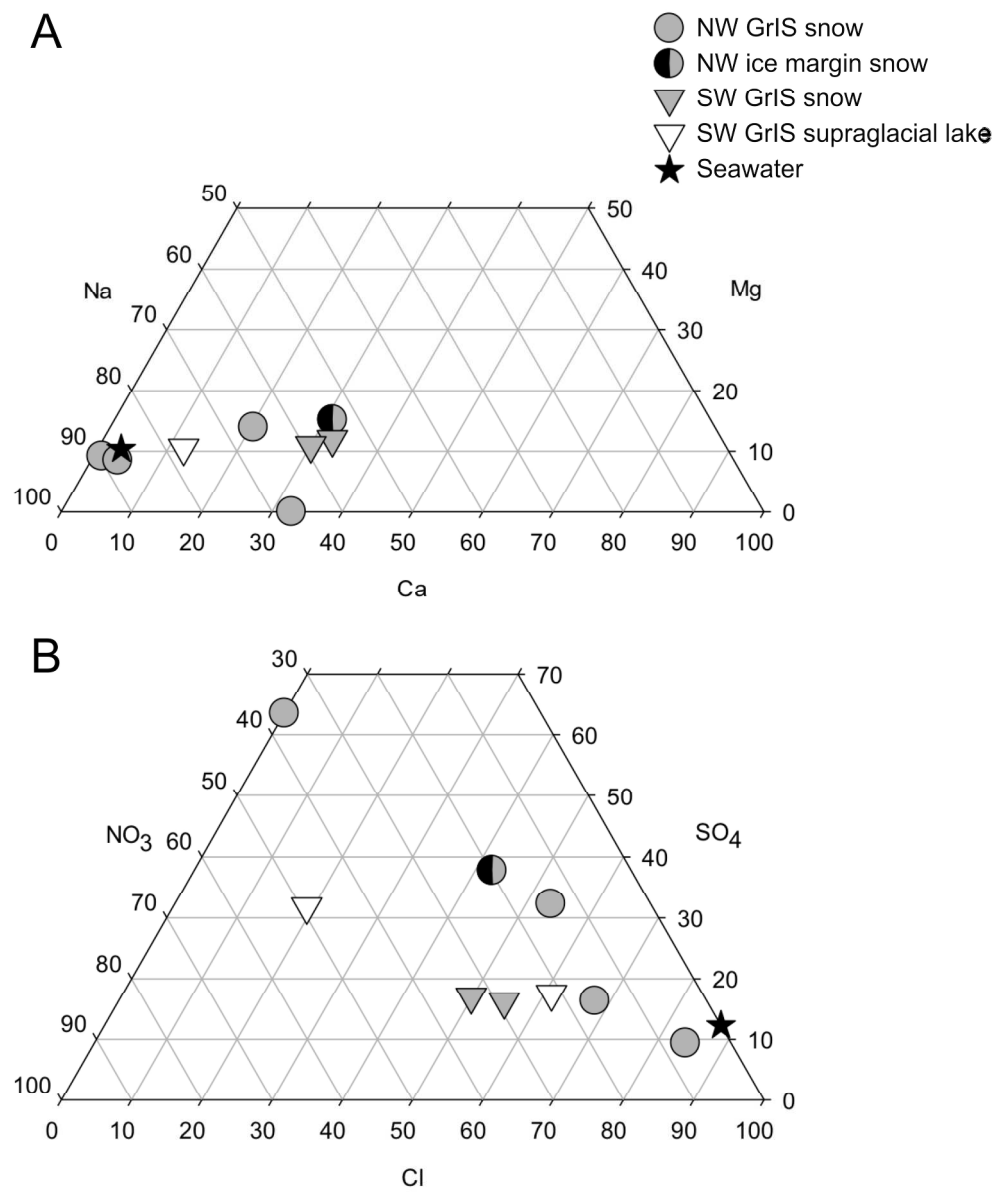 A
NW GrIS snow
NW ice margin snow
SW GrIS snow
SW GrIS supraglacial lake
Seawater
50 50
60 40
Na Mg
70 30
80 20
90 10
100 0
0 10 20 30 40 50 60 70 80 90 100
Ca
B
30 70
40 60
50 50
NO3 SO4
60 40
70 30
80 20
90 10
100 0
0 10 20 30 40 50 60 70 80 90 100
Cl